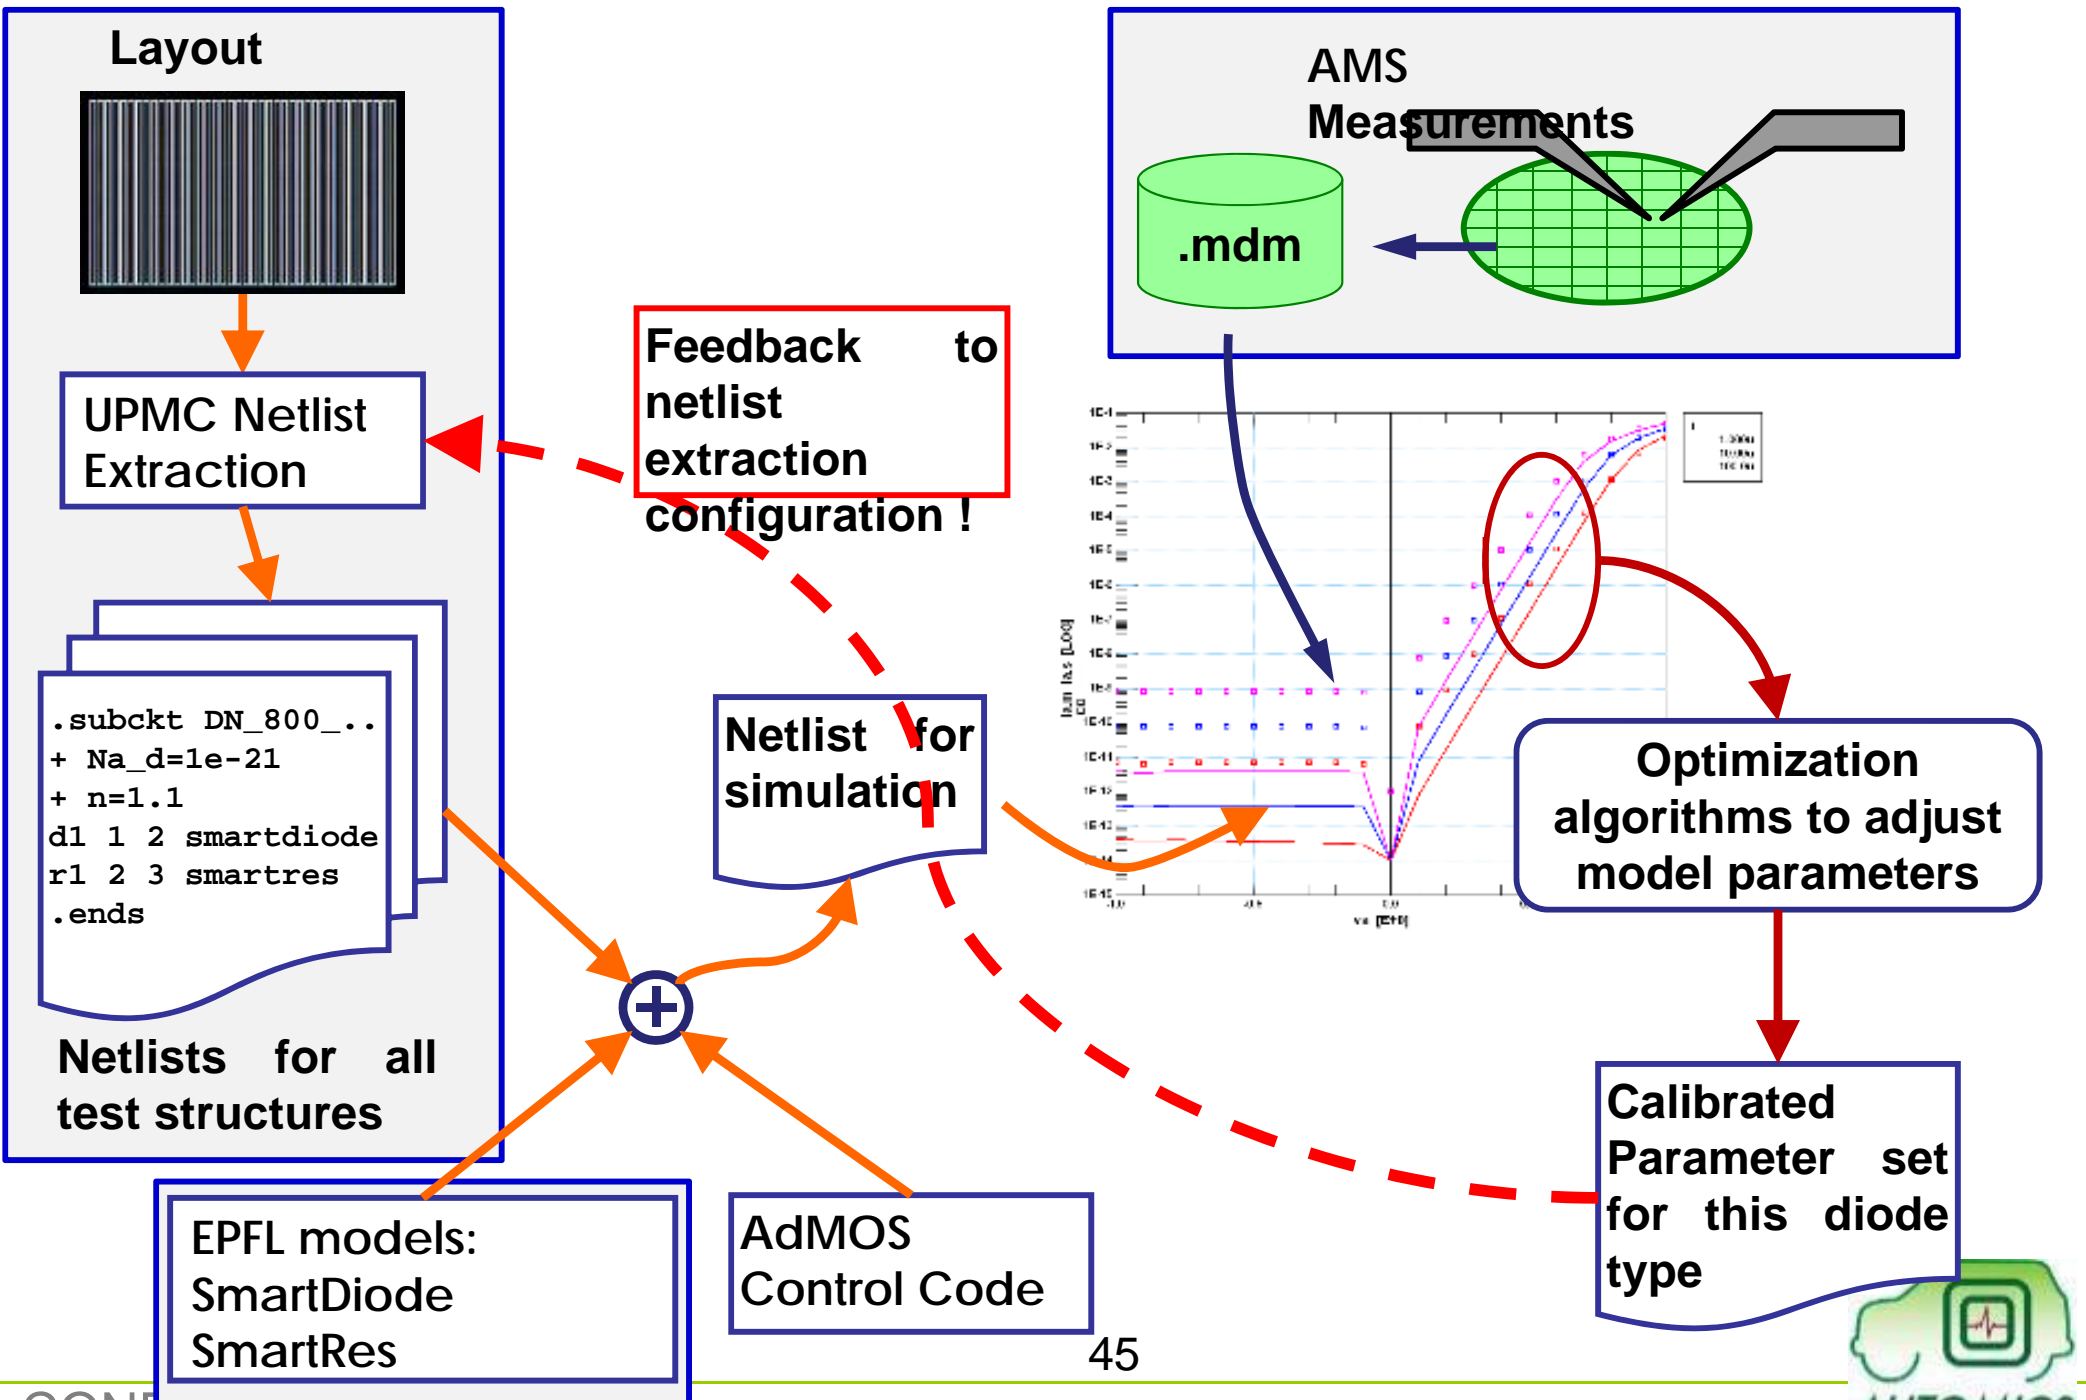 Layout
UPMC Netlist
Extraction
.subckt DN_800_..
+ Na_d=1e-21
+ n=1.1
d1 1 2 smartdiode
r1 2 3 smartres
.ends
Netlists for all
test structures
EPFL models:
SmartDiode
SmartRes
AdMOS
Control Code
Feedback to
netlist
extraction
configuration !
Netlist for
simulation
AMS
Measurements
.mdm
Optimization
algorithms to adjust
model parameters
Calibrated
Parameter set
for this diode
type
45